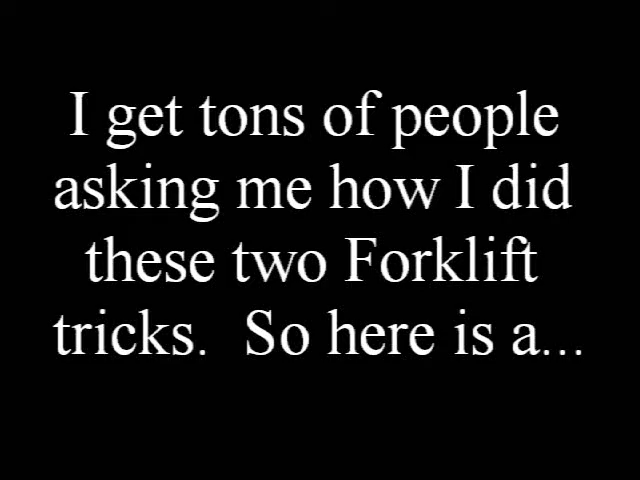 I get tons of people
asking me how I did
these two Forklift
tricks.  So here is a...